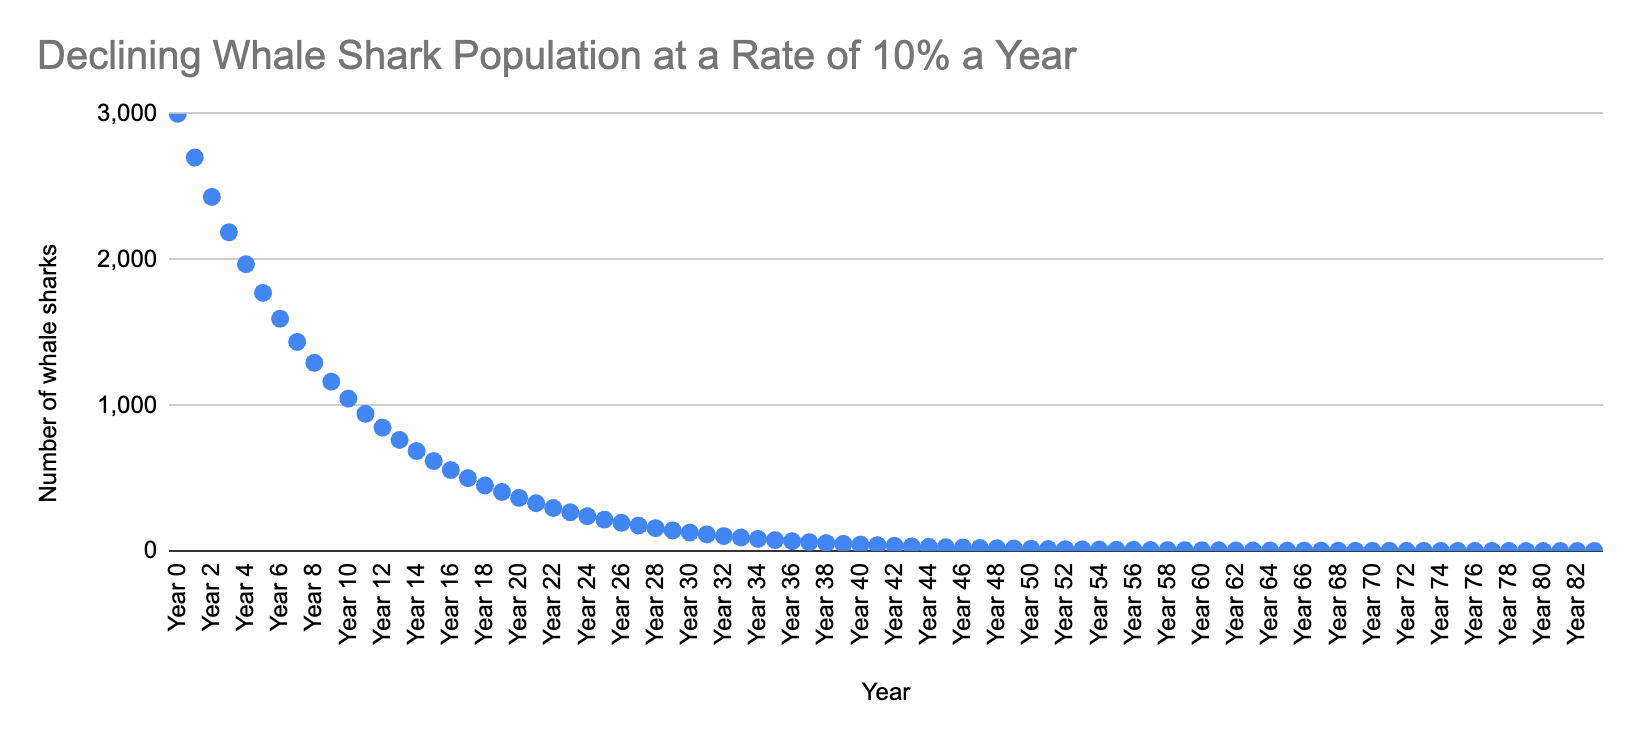 Declining Whale Shark Population at a Rate of 10% a Year
Number of whale sharks
3,000
2,000
1,000
0
Year 0
Year 2
Year 4
Year 6
Year 8
Year 10
Year 12
Year 14
Year 16
Year 18
Year 20
Year 22
Year 24
Year 26
Year 28
Year 30
Year 32
Year 34
Year 36
Year 38
Year 40
Year 42
Year 44
Year 46
Year 48
Year 50
Year 52
Year 54
Year 56
Year 58
Year 60
Year 62
Year 64
Year 66
Year 68
Year 70
Year 72
Year 74
Year 76
Year 78
Year 80
Year 82
Year